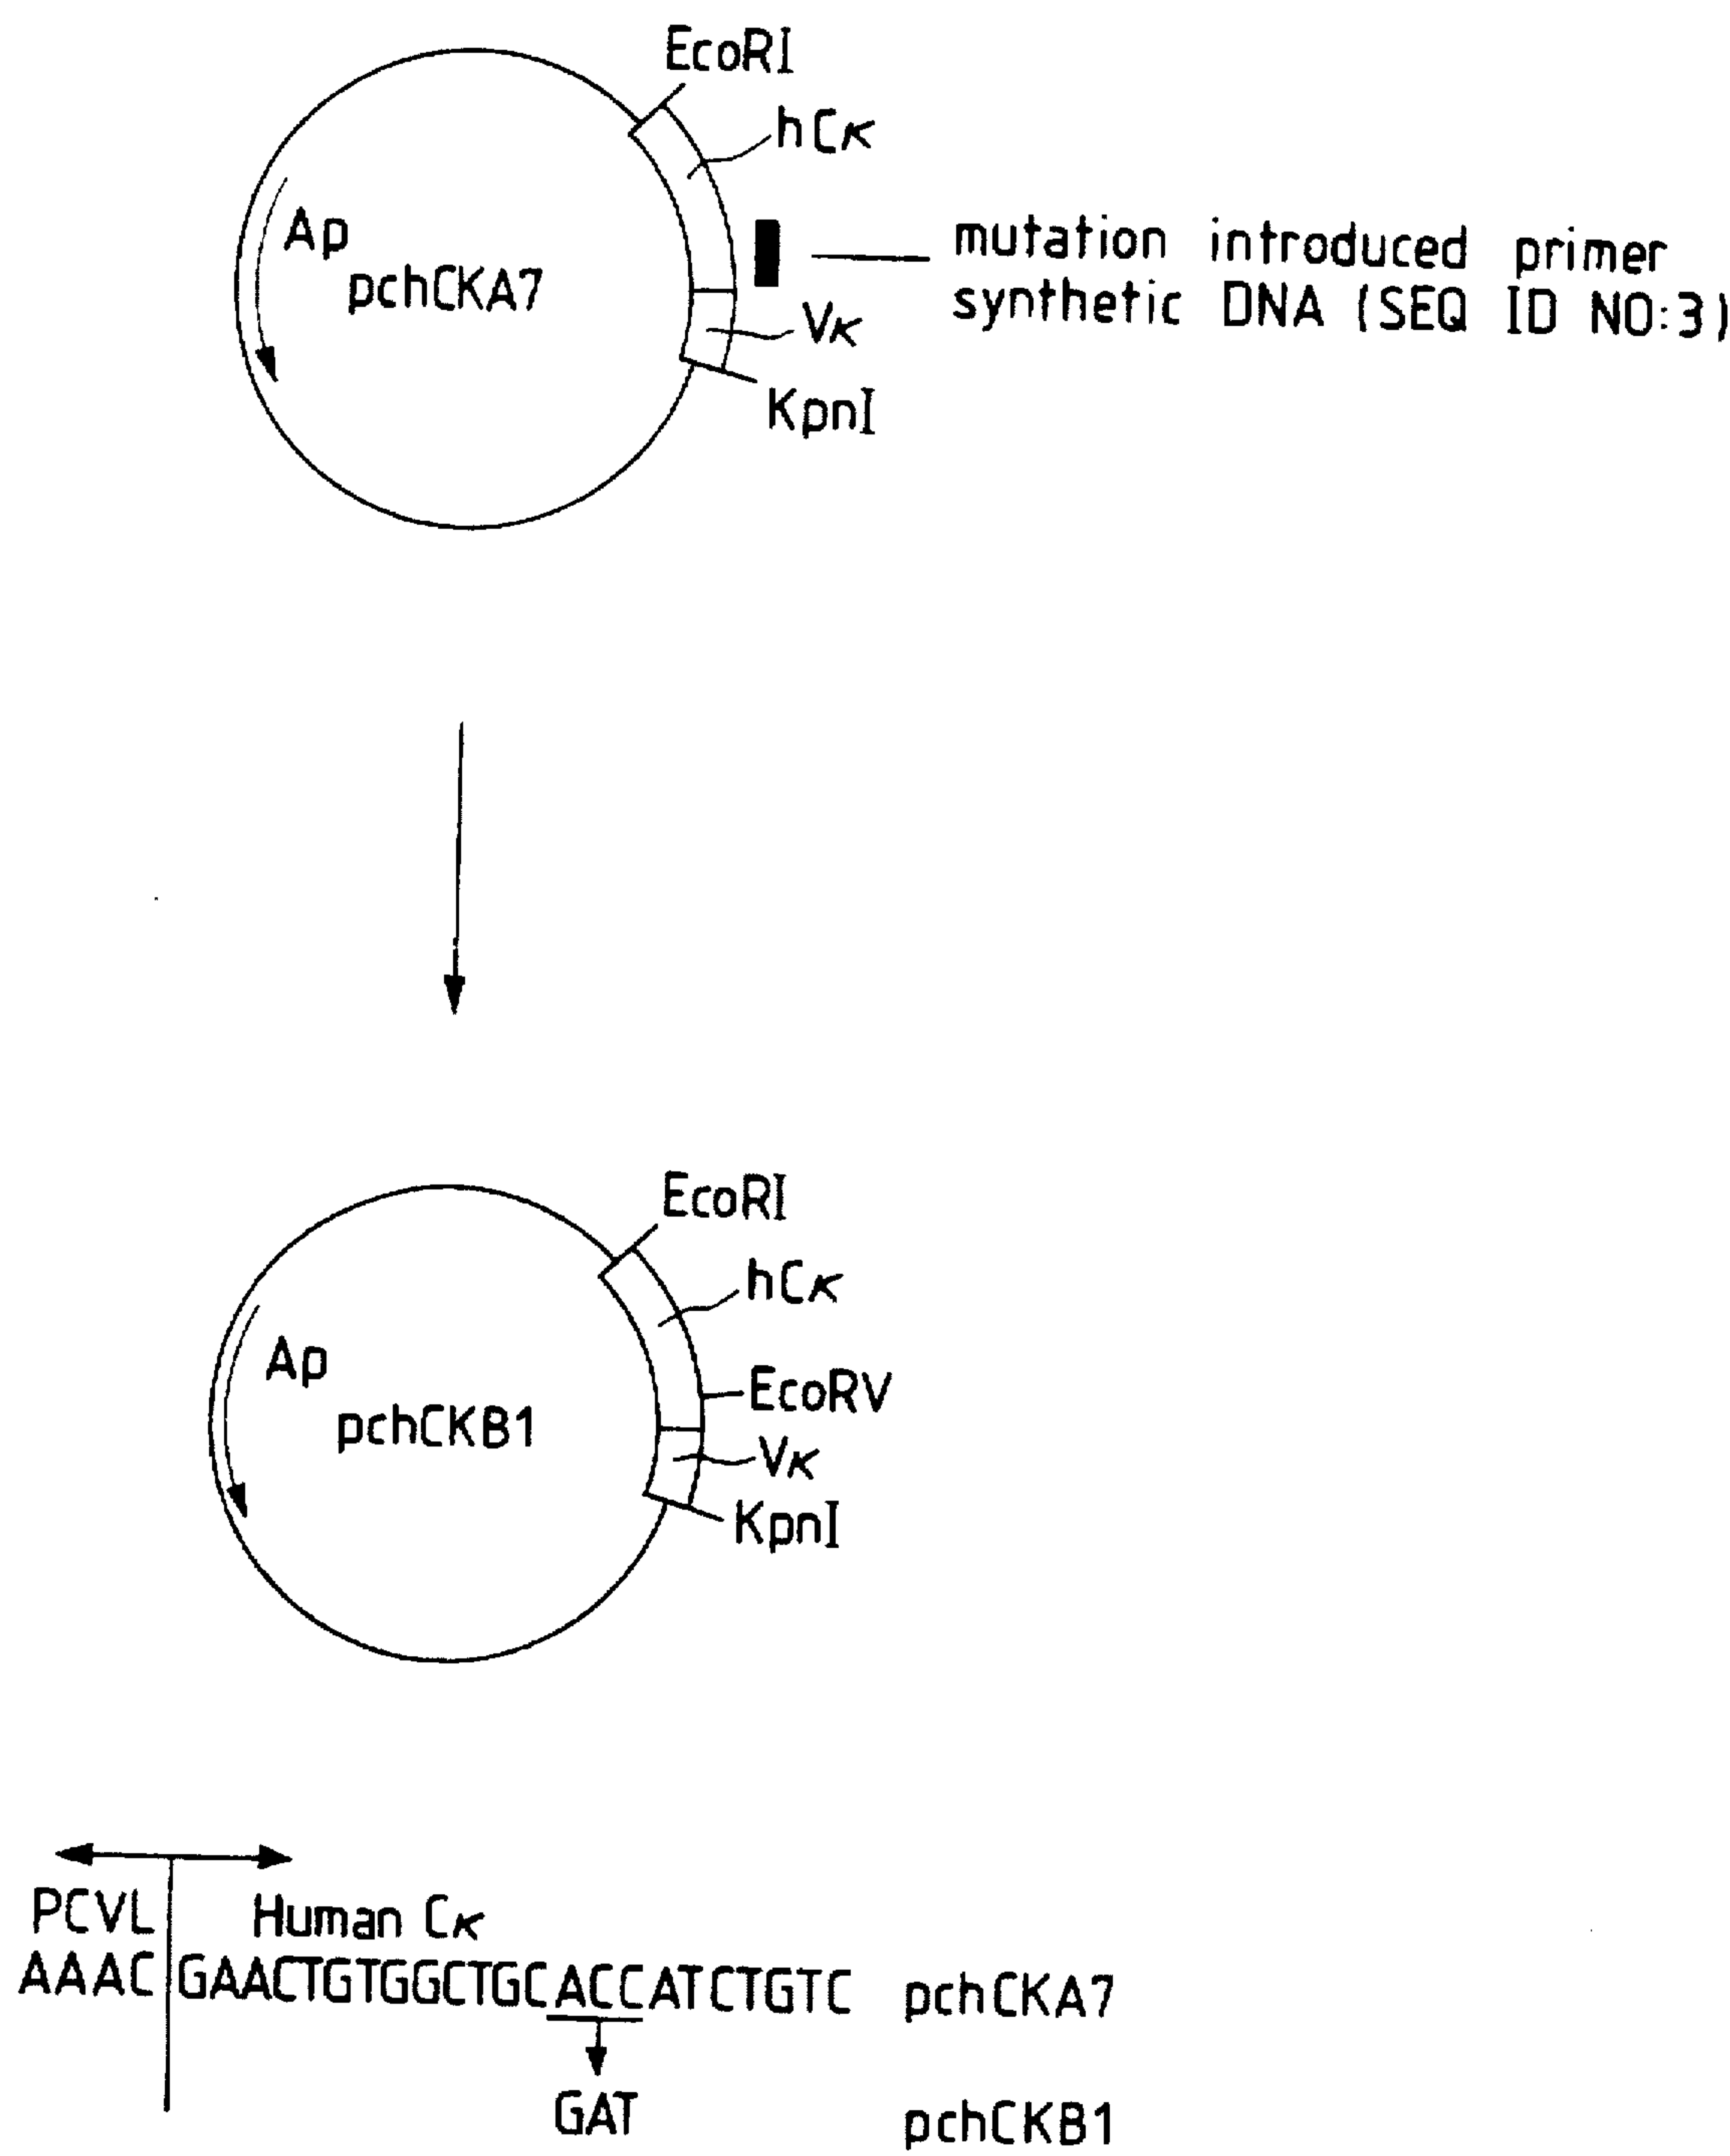 EcoRI
hCκ
Ap
pchCKA7
mutation introduced primer
synthetic DNA (SEQ ID NO:3)
Vκ
KpnI
EcoRI
hCκ
Ap
EcoRV
pchCKB1
Vκ
KpnI
PCVL Human Cκ
AAAC GAACTGTGGCTGCACCATCTGTC pchCKA7
GAT pchCKB1